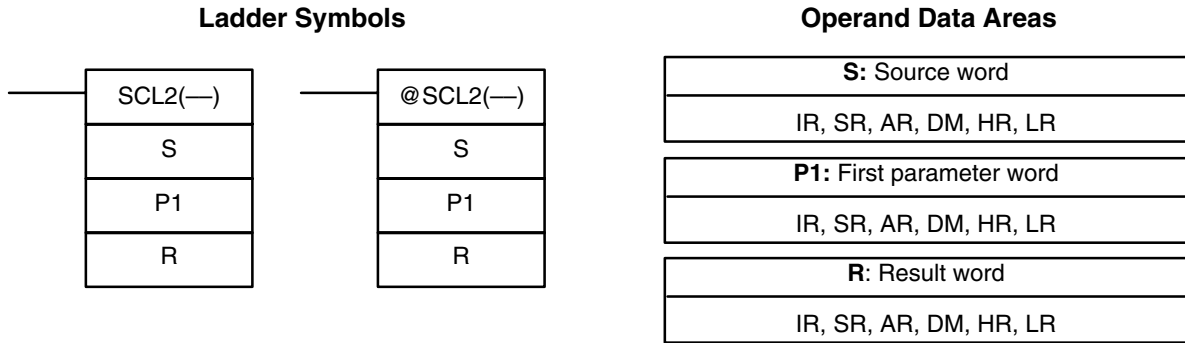 Ladder Symbols
SCL2(—)
S
P1
R
@SCL2(—)
S
P1
R
Operand Data Areas
S: Source word
IR, SR, AR, DM, HR, LR
P1: First parameter word
IR, SR, AR, DM, HR, LR
R: Result word
IR, SR, AR, DM, HR, LR